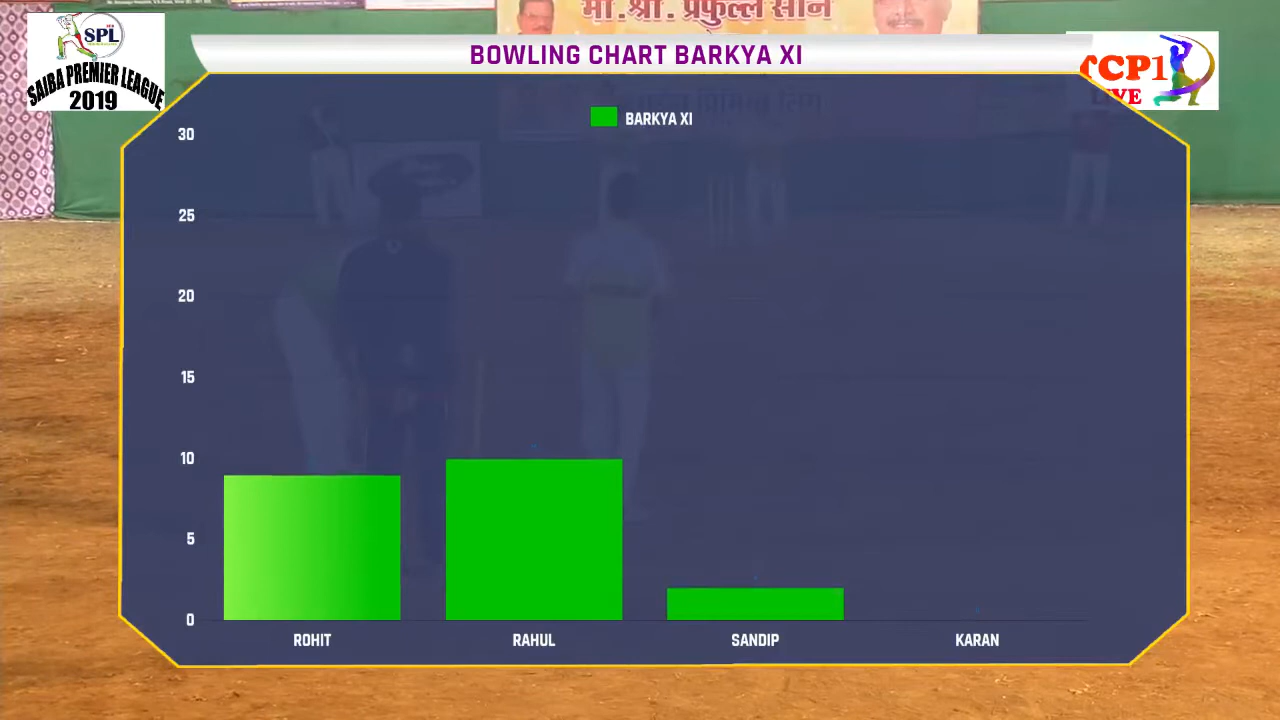 मा.श्री. प्रफुल्ल
SPL
SAIBA PREMIER LEAGUE
2019
BOWLING CHART BARKYA XI
TCP1
LIVE
BARKYA XI
30
25
20
15
10
5
0
ROHIT
RAHUL
SANDIP
KARAN